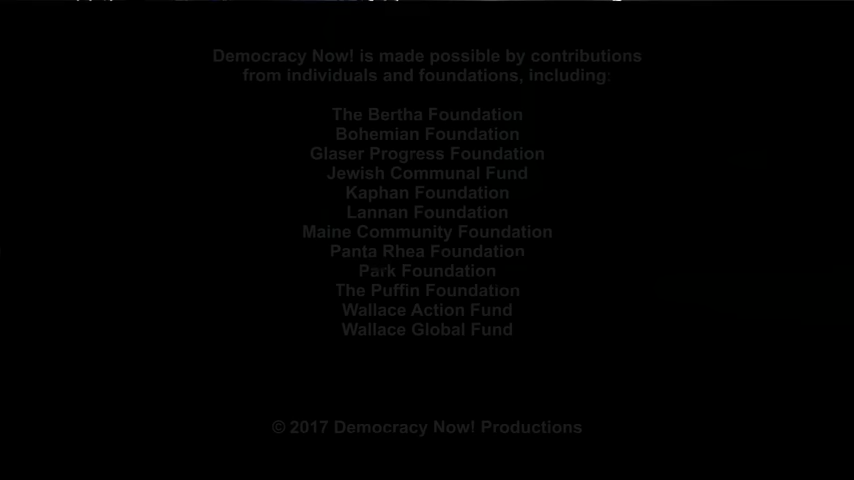 Democracy Now! is made possible by contributions
from individuals and foundations, including:
The Bertha Foundation
Bohemian Foundation
Glaser Progress Foundation
Jewish Communal Fund
Kaphan Foundation
Lannan Foundation
Maine Community Foundation
Panta Rhea Foundation
Park Foundation
The Puffin Foundation
Wallace Action Fund
Wallace Global Fund
© 2017 Democracy Now! Productions